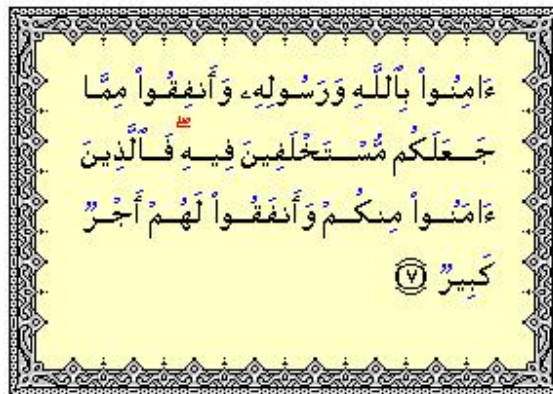 ءَامِنُوا۟ بِٱللَّهِ وَرَسُولِهِۦ وَأَنفِقُوا۟ مِمَّا
جَعَلَكُم مُّسْتَخْلَفِينَ فِيهِ ۖ فَٱلَّذِينَ
ءَامَنُوا۟ مِنكُمْ وَأَنفَقُوا۟ لَهُمْ أَجْرٌ
كَبِيرٌ ٧